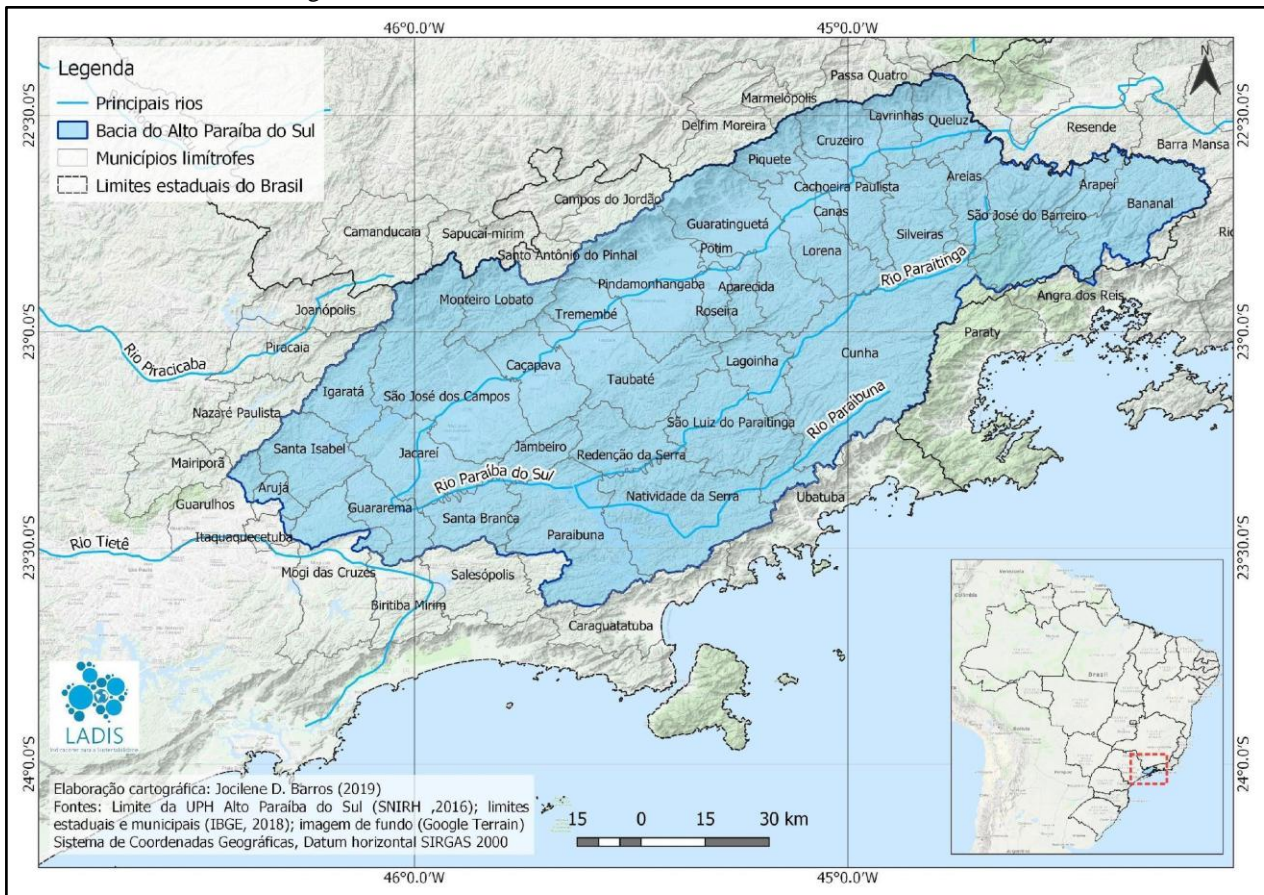 46°0.0'W
45°0.0'W
22°30.0'S
23°0.0'S
23°30.0'S
24°0.0'S
22°30.0'S
23°0.0'S
23°30.0'S
24°0.0'S
46°0.0'W
45°0.0'W
Legenda
Principais rios
Bacia do Alto Paraíba do Sul
Municípios limítrofes
Limites estaduais do Brasil
N
Passa Quatro
Marmelópolis
Delfim Moreira
Lavrinhas
Queluz
Cruzeiro
Resende
Barra Mansa
Piquete
Cachoeira Paulista
Areias
Arapeí
Bananal
Campos do Jordão
Guaratinguetá
Canas
São José do Barreiro
Camanducaia
Sapucaí-mirim
Santo Antônio do Pinhal
Potim
Lorena
Silveiras
Rio Paraitinga
Pindamonhangaba
Aparecida
Angra dos Reis
Monteiro Lobato
Tremembé
Roseira
Paraty
Joanópolis
Piracaia
Rio Piracicaba
Caçapava
Taubaté
Lagoinha
Cunha
Igaratá
São José dos Campos
Nazaré Paulista
São Luiz do Paraitinga
Rio Paraibuna
Santa Isabel
Jacareí
Jambeiro
Redenção da Serra
Mairiporã
Rio Paraíba do Sul
Arujá
Guarulhos
Guararema
Santa Branca
Natividade da Serra
Ubatuba
Rio Tietê
Itaquaquecetuba
Paraibuna
Mogi das Cruzes
Salesópolis
Biritiba Mirim
Caraguatatuba
Brasil
LADIS
Elaboração cartográfica: Jocilene D. Barros (2019)
Fontes: Limite da UPH Alto Paraíba do Sul (SNIRH ,2016); limites
estaduais e municipais (IBGE, 2018); imagem de fundo (Google Terrain)
Sistema de Coordenadas Geográficas, Datum horizontal SIRGAS 2000
15 0 15 30 km